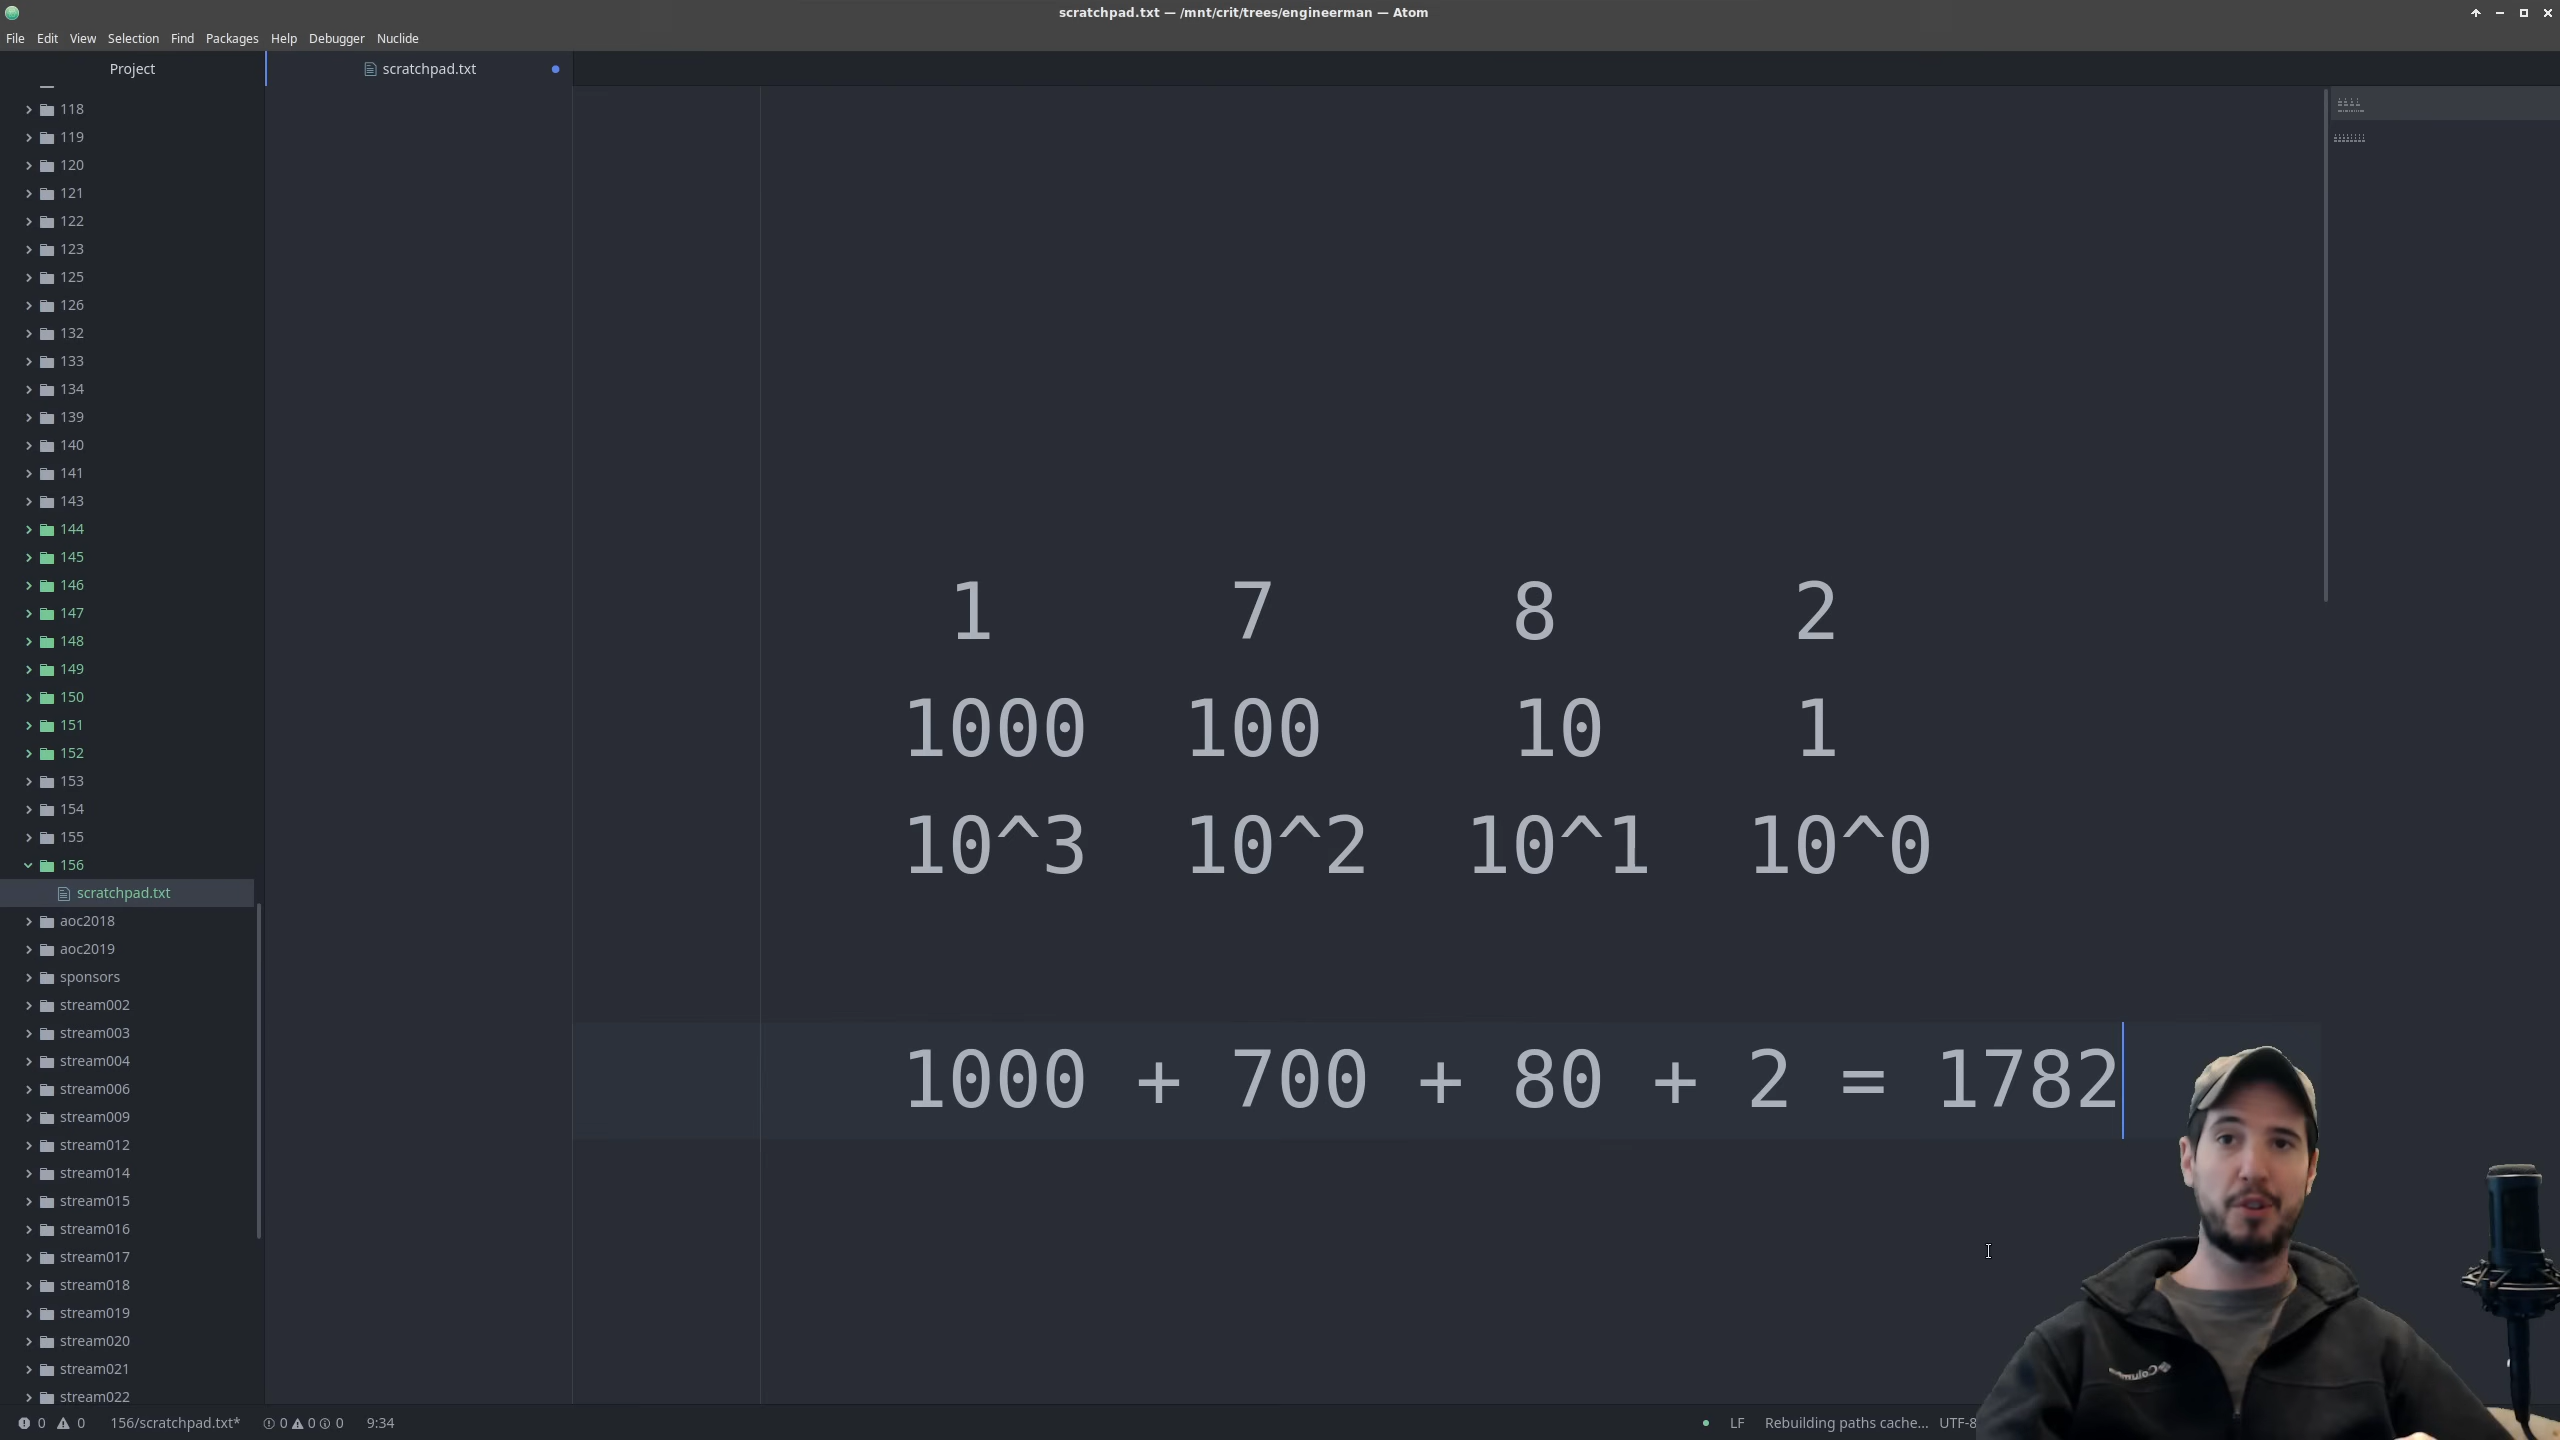 scratchpad.txt — /mnt/crit/trees/engineerman — Atom
File Edit View Selection Find Packages Help Debugger Nuclide
Project
scratchpad.txt
118
119
120
121
122
123
125
126
132
133
134
139
140
141
143
144
145
146
147
148
149
150
151
152
153
154
155
156
scratchpad.txt
aoc2018
aoc2019
sponsors
stream002
stream003
stream004
stream006
stream009
stream012
stream014
stream015
stream016
stream017
stream018
stream019
stream020
stream021
stream022
1 7 8 2
1000 100 10 1
10^3 10^2 10^1 10^0
1000 + 700 + 80 + 2 = 1782
0 0 156/scratchpad.txt* 0 0 0 9:34 LF Rebuilding paths cache... UTF-8